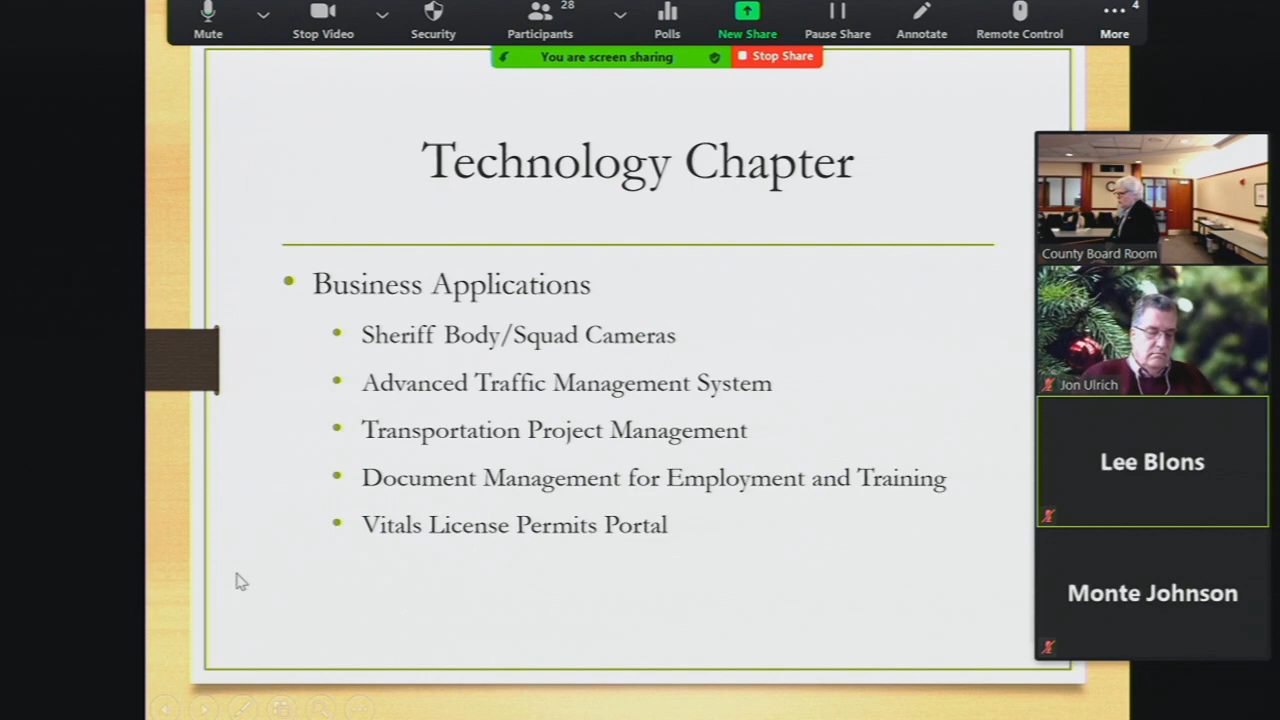 Mute
Stop Video
Security
Participants
28
Polls
New Share
Pause Share
Annotate
Remote Control
More
4
You are screen sharing
Stop Share
Technology Chapter
Business Applications
Sheriff Body/Squad Cameras
Advanced Traffic Management System
Transportation Project Management
Document Management for Employment and Training
Vitals License Permits Portal
County Board Room
Jon Ulrich
Lee Blons
Monte Johnson